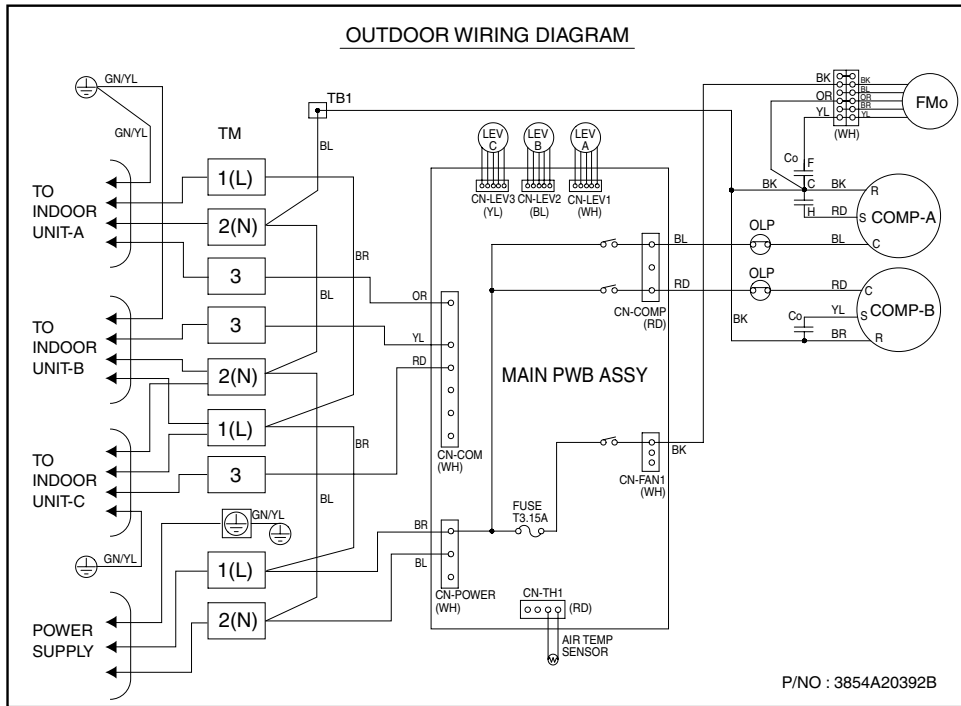 OUTDOOR WIRING DIAGRAM
GN/YL
GN/YL
TM
TB1
BL
TO
INDOOR
UNIT-A
1(L)
2(N)
3
BR
BL
TO
INDOOR
UNIT-B
3
2(N)
1(L)
BR
TO
INDOOR
UNIT-C
3
BL
GN/YL
GN/YL
POWER
SUPPLY
1(L)
2(N)
LEV
C
LEV
B
LEV
A
CN-LEV3
(YL)
CN-LEV2
(BL)
CN-LEV1
(WH)
OR
YL
RD
CN-COM
(WH)
BR
BL
CN-POWER
(WH)
MAIN PWB ASSY
CN-COMP
(RD)
BL
RD
FUSE
T3.15A
CN-FAN1
(WH)
BK
CN-TH1
(RD)
AIR TEMP
SENSOR
W
BK
OR
YL
(WH)
BK
BL
OR
BR
YL
FMo
Co
F
C
H
BK
BK
RD
R
S
C
COMP-A
OLP
BL
OLP
RD
C
S
R
COMP-B
Co
YL
BR
BK
P/NO : 3854A20392B